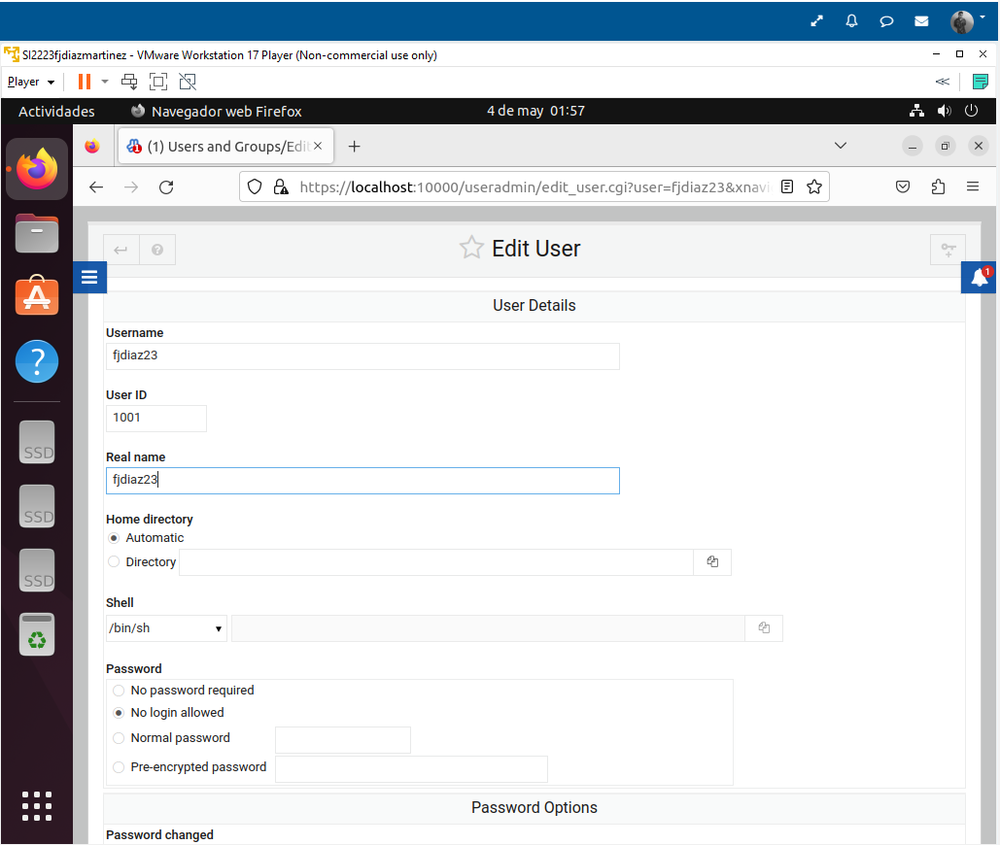 SI2223fjdiazmartinez - VMware Workstation 17 Player (Non-commercial use only)
Player
Actividades
Navegador web Firefox
4 de may 01:57
1
(1) Users and Groups/Edi
https://localhost:10000/useradmin/edit_user.cgi?user=fjdiaz23&xnavi
Edit User
1
User Details
Username
fjdiaz23
User ID
1001
Real name
fjdiaz23
Home directory
Automatic
Directory
Shell
/bin/sh
Password
No password required
No login allowed
Normal password
Pre-encrypted password
Password Options
Password changed
SSD
SSD
SSD